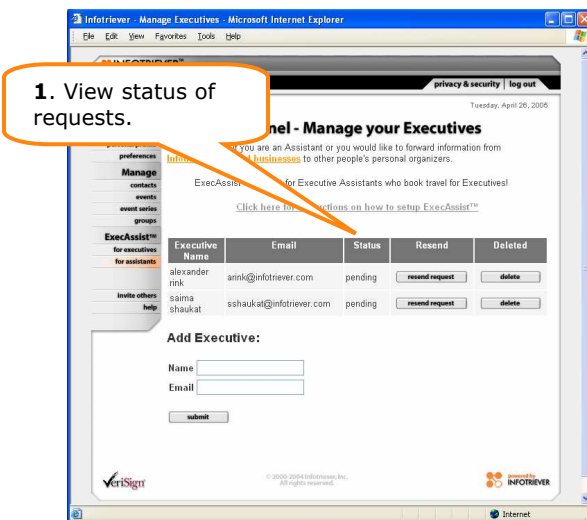 Infotriever - Manage Executives - Microsoft Internet Explorer
File Edit View Favorites Tools Help
privacy & security | log out
Tuesday, April 26, 2006
1. View status of
requests.
nel - Manage your Executives
you are an Assistant or you would like to forward information from
businesses to other people's personal organizers.
preferences
Manage
contacts
events
event series
groups
ExecAssist™
for executives
for assistants
invite others
help
ExecAssist for Executive Assistants who book travel for Executives!
Click here for on how to setup ExecAssist™
Executive Name Email Status Resend Deleted
alexander rink arink@infotriever.com pending resend request delete
saima shaukat sshaukat@infotriever.com pending resend request delete
Add Executive:
Name
Email
submit
VeriSign
© 2000-2004 Infotriever, Inc.
All rights reserved.
powered by
INFOTRIEVER
Internet